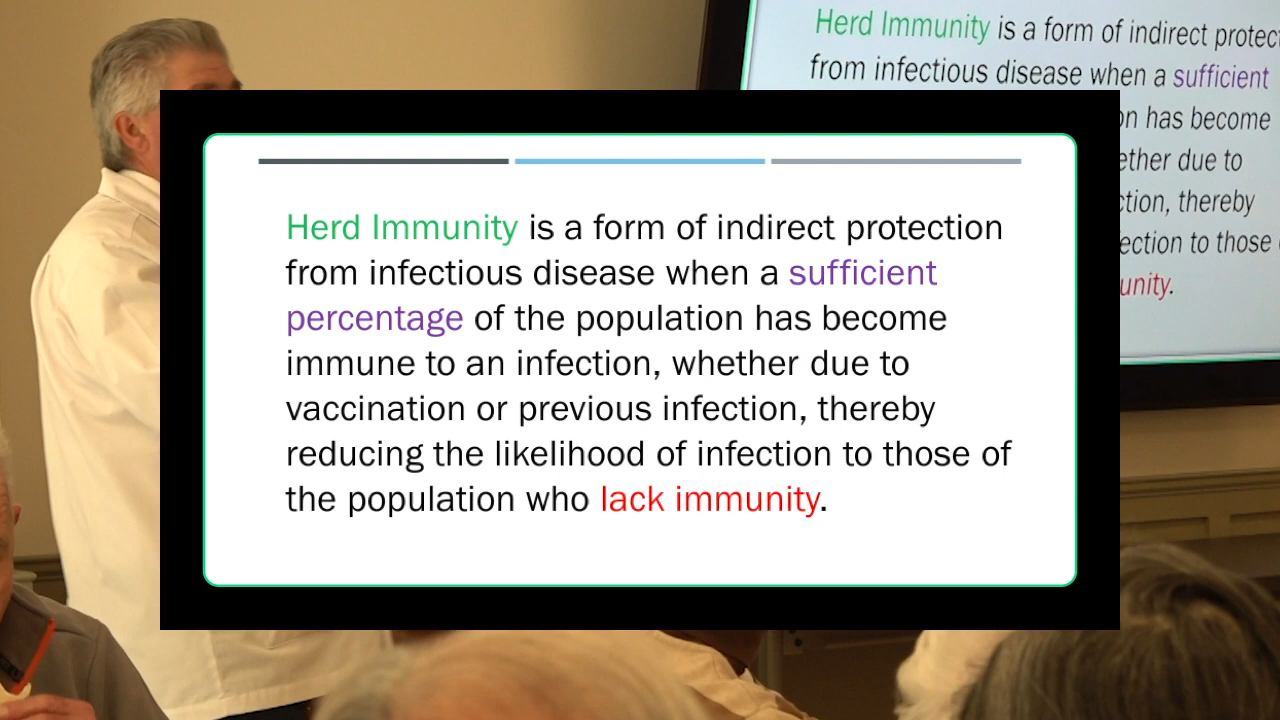 Herd Immunity is a form of indirect protec
from infectious disease when a sufficient
on has become
ether due to
ction, thereby
ection to those
unity.
Herd Immunity is a form of indirect protection
from infectious disease when a sufficient
percentage of the population has become
immune to an infection, whether due to
vaccination or previous infection, thereby
reducing the likelihood of infection to those of
the population who lack immunity.